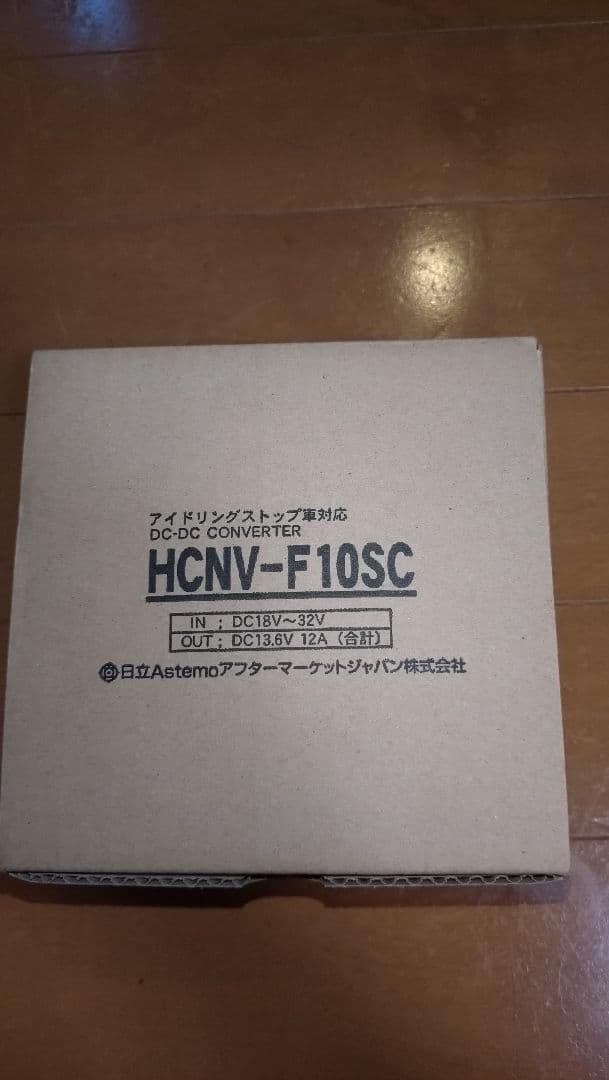 アイドリングストップ車対応
DC-DC CONVERTER
HCNV-F10SC
IN ; DC18V～32V
OUT ; DC13.6V 12A (合計)
日立Astemoアフターマーケットジャパン株式会社